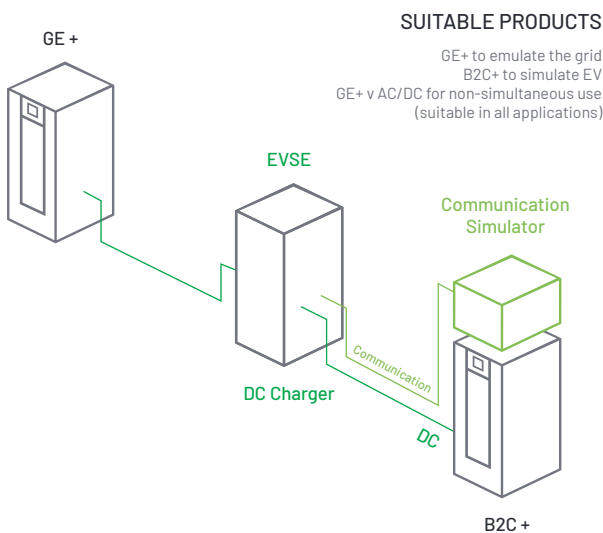 SUITABLE PRODUCTS
GE+ to emulate the grid
B2C+ to simulate EV
GE+ v AC/DC for non-simultaneous use
(suitable in all applications)
GE +
EVSE
Communication
Simulator
Communication
DC Charger
DC
B2C +